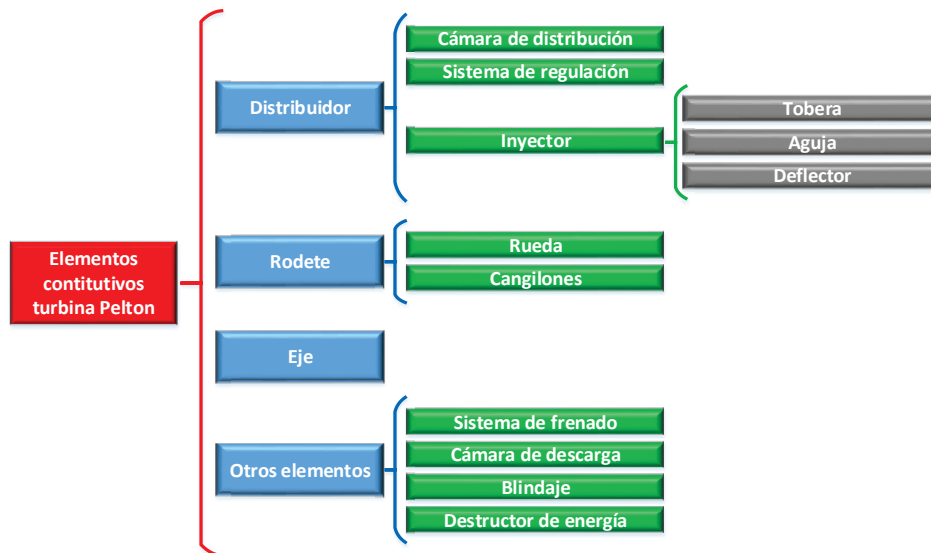 Elementos
contitutivos
turbina Pelton
Distribuidor
Cámara de distribución
Sistema de regulación
Inyector
Tobera
Aguja
Deflector
Rodete
Rueda
Cangilones
Eje
Otros elementos
Sistema de frenado
Cámara de descarga
Blindaje
Destructor de energía